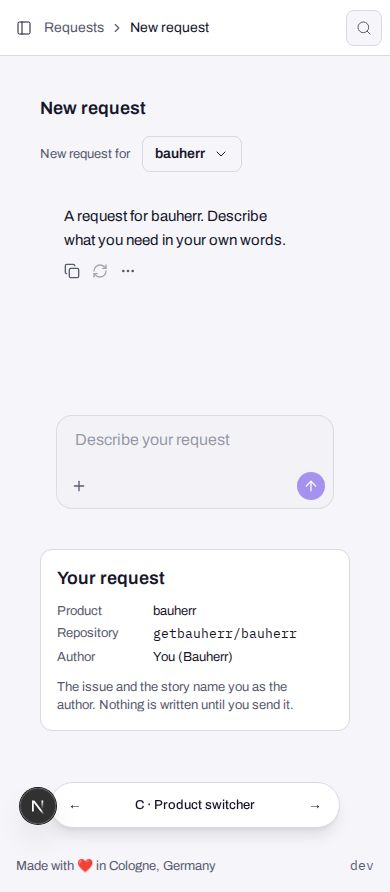 Requests > New request
New request
New request for bauherr
A request for bauherr. Describe
what you need in your own words.
Describe your request
Your request
Product bauherr
Repository getbauherr/bauherr
Author You (Bauherr)
The issue and the story name you as the
author. Nothing is written until you send it.
N ← C · Product switcher →
Made with ❤️ in Cologne, Germany dev